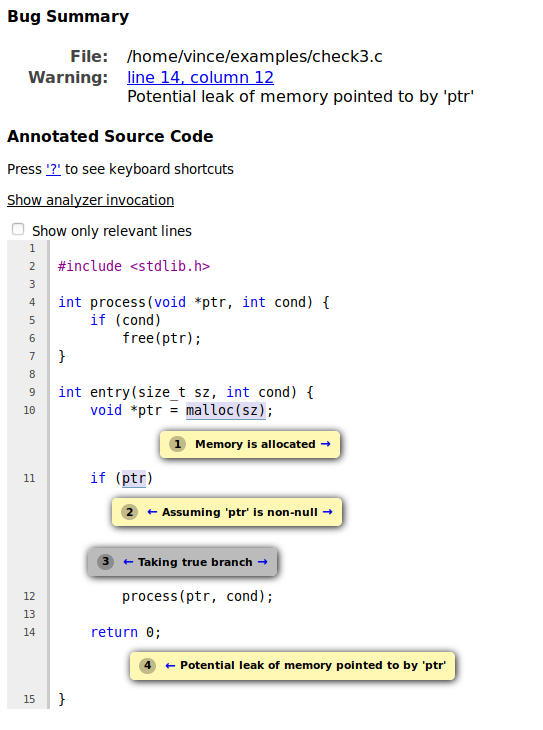 Bug Summary
File: /home/vince/examples/check3.c
Warning: line 14, column 12
Potential leak of memory pointed to by 'ptr'
Annotated Source Code
Press '?' to see keyboard shortcuts
Show analyzer invocation
Show only relevant lines
1
2 #include <stdlib.h>
3
4 int process(void *ptr, int cond) {
5     if (cond)
6         free(ptr);
7 }
8
9 int entry(size_t sz, int cond) {
10     void *ptr = malloc(sz);
1 Memory is allocated →
11     if (ptr)
2 ← Assuming 'ptr' is non-null →
3 ← Taking true branch →
12         process(ptr, cond);
13
14     return 0;
4 ← Potential leak of memory pointed to by 'ptr'
15 }